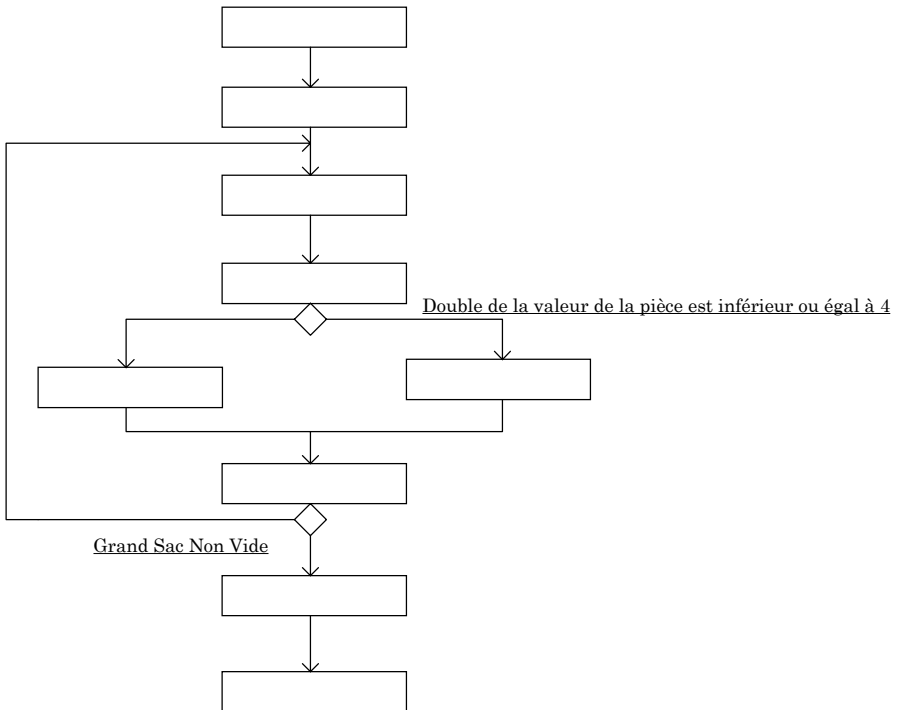 Double de la valeur de la pièce est inférieur ou égal à 4
Grand Sac Non Vide